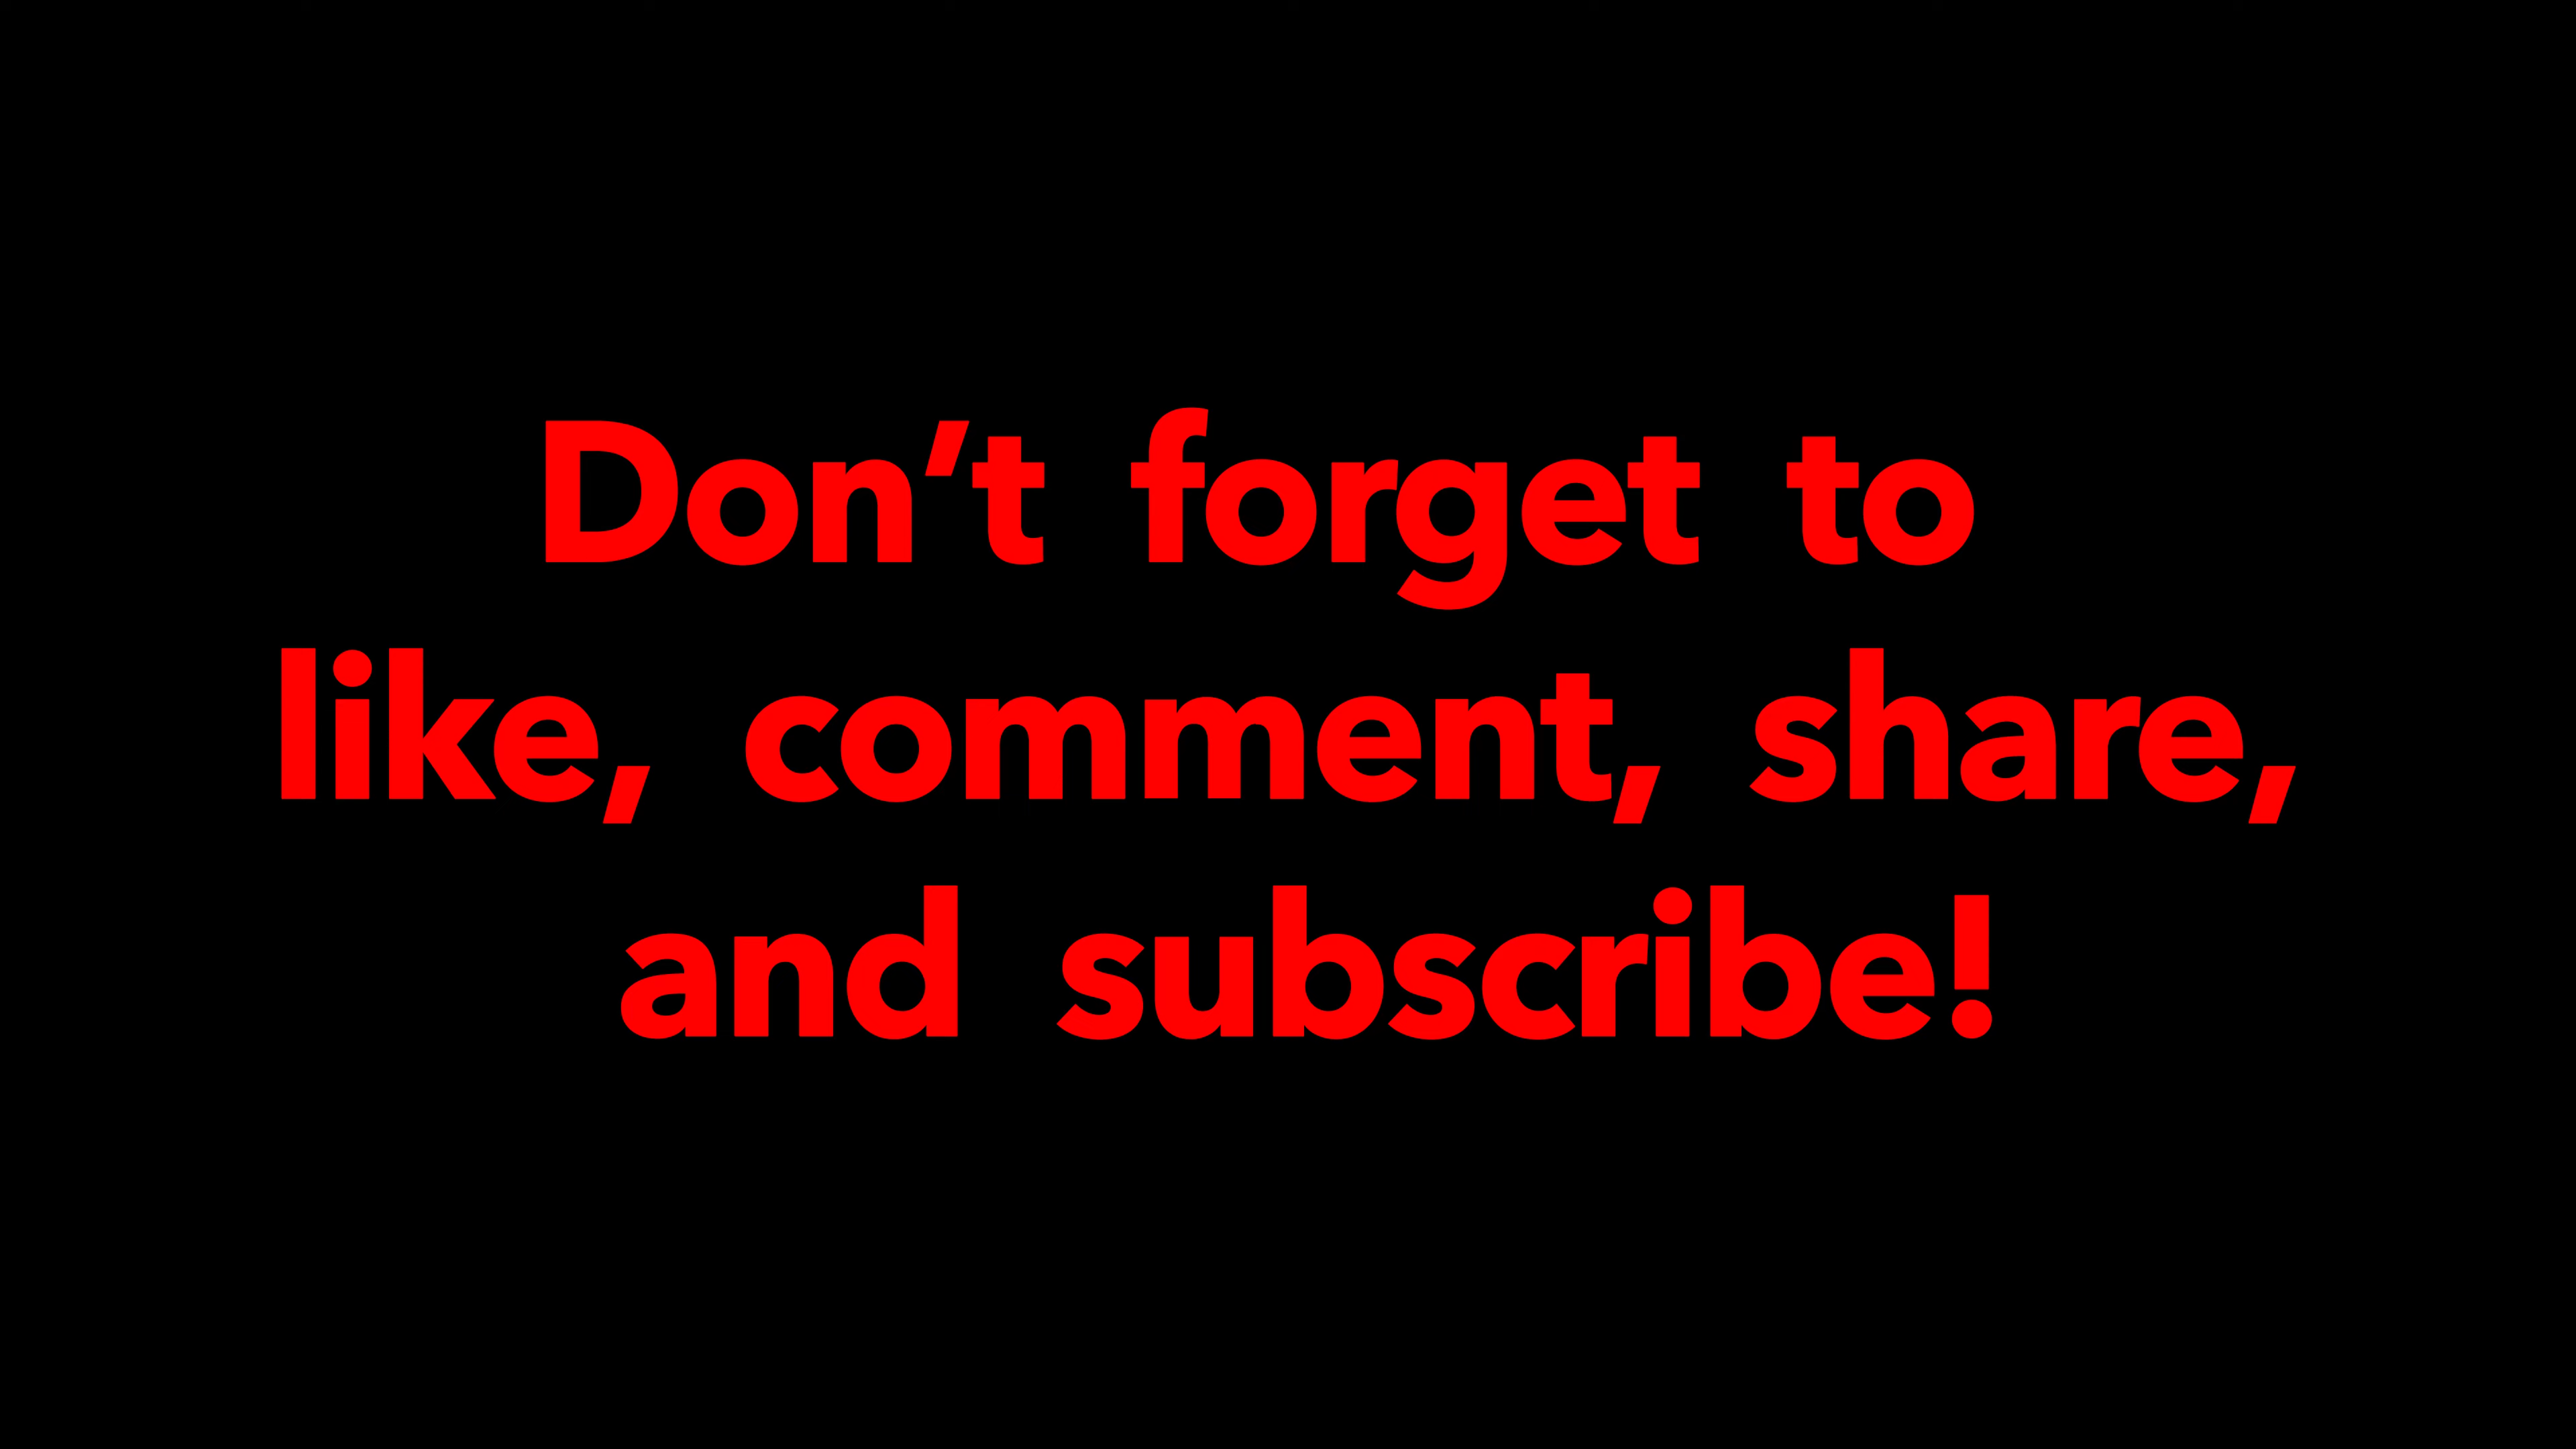 Don’t forget to
like, comment, share,
and subscribe!